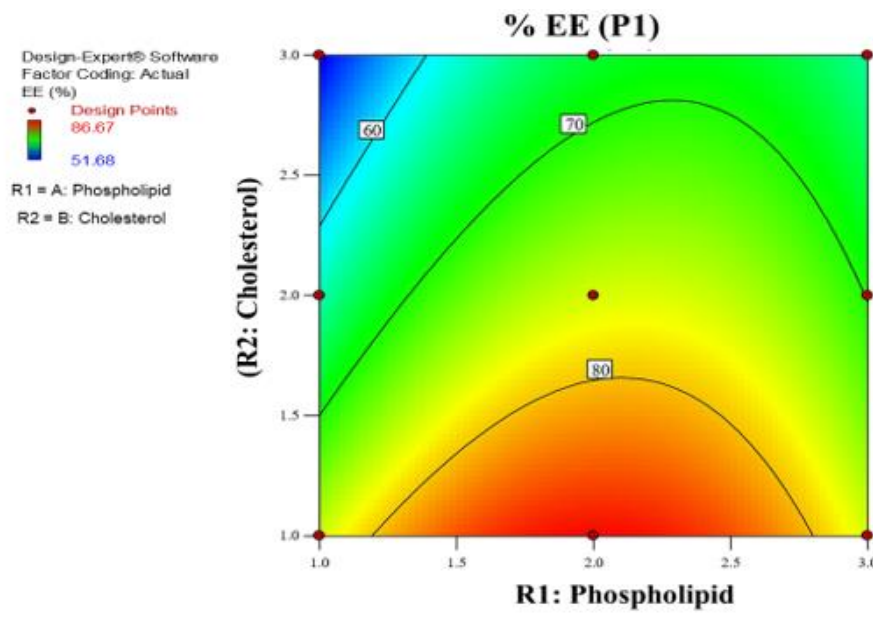 % EE (P1)
Design-Expert® Software
Factor Coding: Actual
EE (%)
Design Points
86.67
51.68
R1 = A: Phospholipid
R2 = B: Cholesterol
(R2: Cholesterol)
3.0
2.5
2.0
1.5
1.0
60
70
80
1.0
1.5
2.0
2.5
3.0
R1: Phospholipid